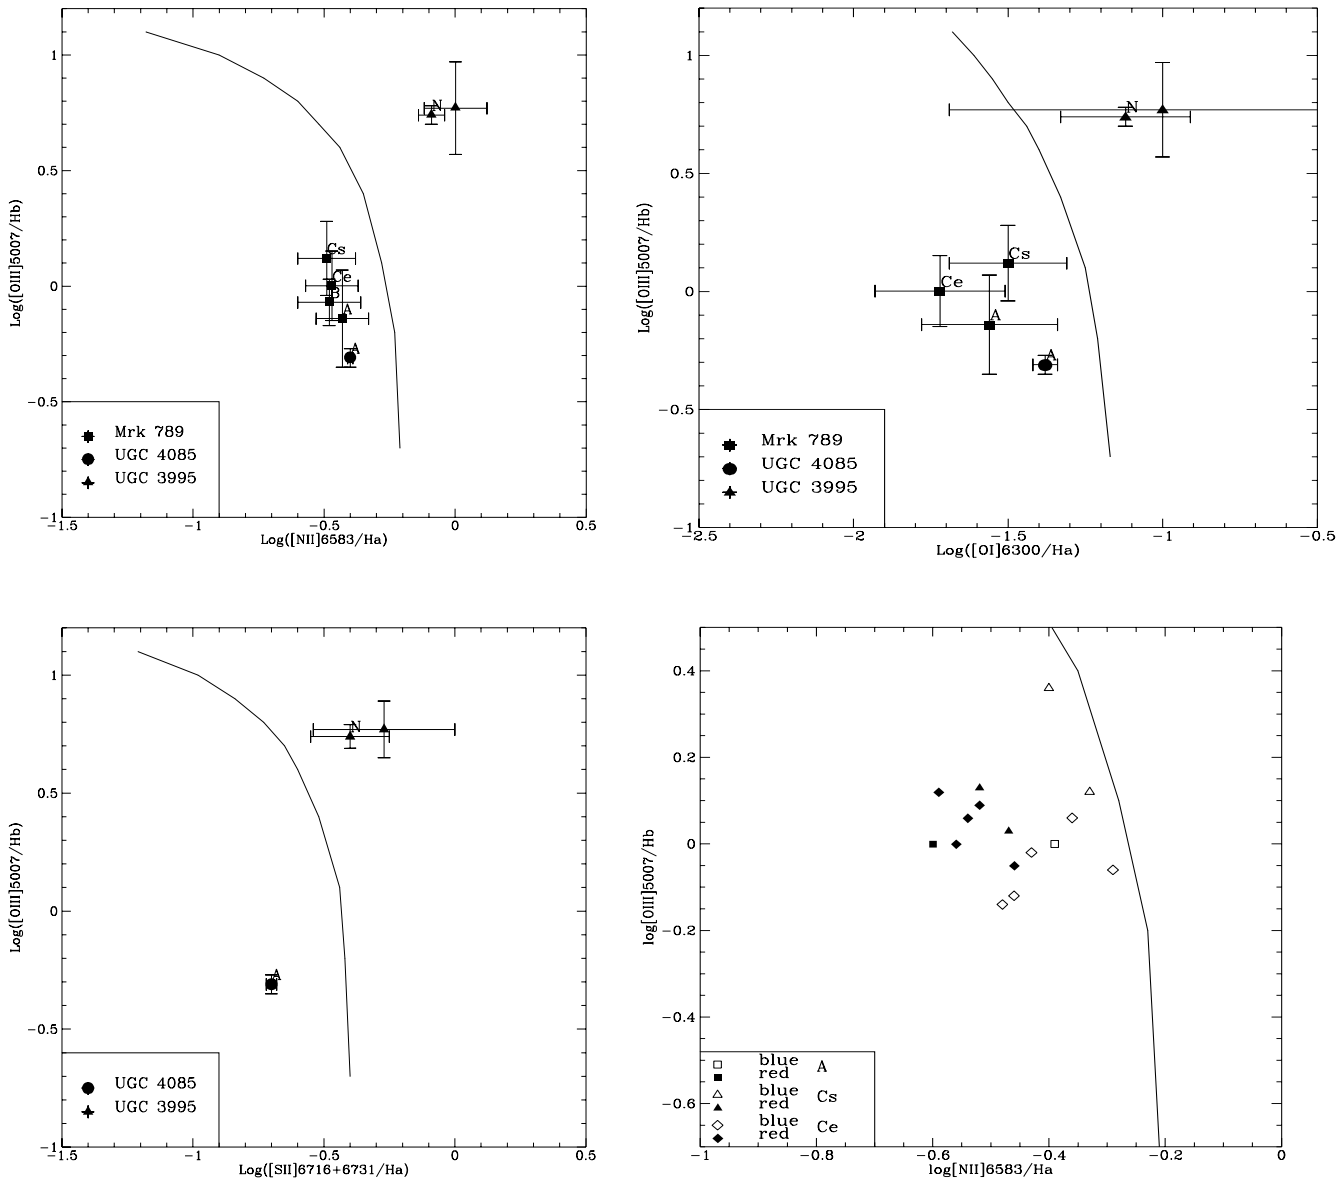 1
0.5
0
-0.5
-1
Log([OIII]5007/Hb)
N
Cs
Ce
B
A
A
Mrk 789
UGC 4085
UGC 3995
-1.5
-1
-0.5
0
0.5
Log([NII]6583/Ha)
1
0.5
0
-0.5
-1
Log([OIII]5007/Hb)
N
Cs
Ce
A
A
Mrk 789
UGC 4085
UGC 3995
-2.5
-2
-1.5
-1
-0.5
Log([OI]6300/Ha)
1
0.5
0
-0.5
-1
Log([OIII]5007/Hb)
N
A
UGC 4085
UGC 3995
-1.5
-1
-0.5
0
0.5
Log([SII]6716+6731/Ha)
0.4
0.2
0
-0.2
-0.4
-0.6
log[OIII]5007/Hb
blue
red
A
blue
red
Cs
blue
red
Ce
-1
-0.8
-0.6
-0.4
-0.2
0
log[NII]6583/Ha